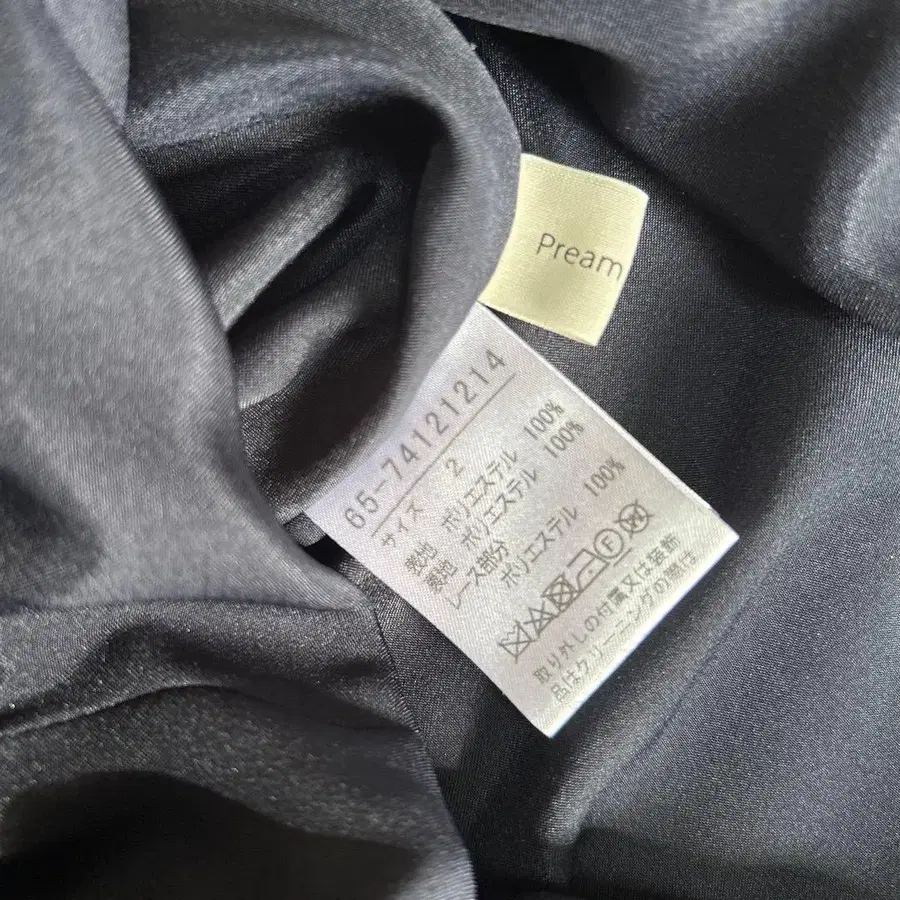 Pream
65-74121214
サイズ 2
表地 ポリエステル 100%
裏地 ポリエステル 100%
レース部分
ポリエステル 100%
取り外しの付属又は装飾
品はクリーニングの際は